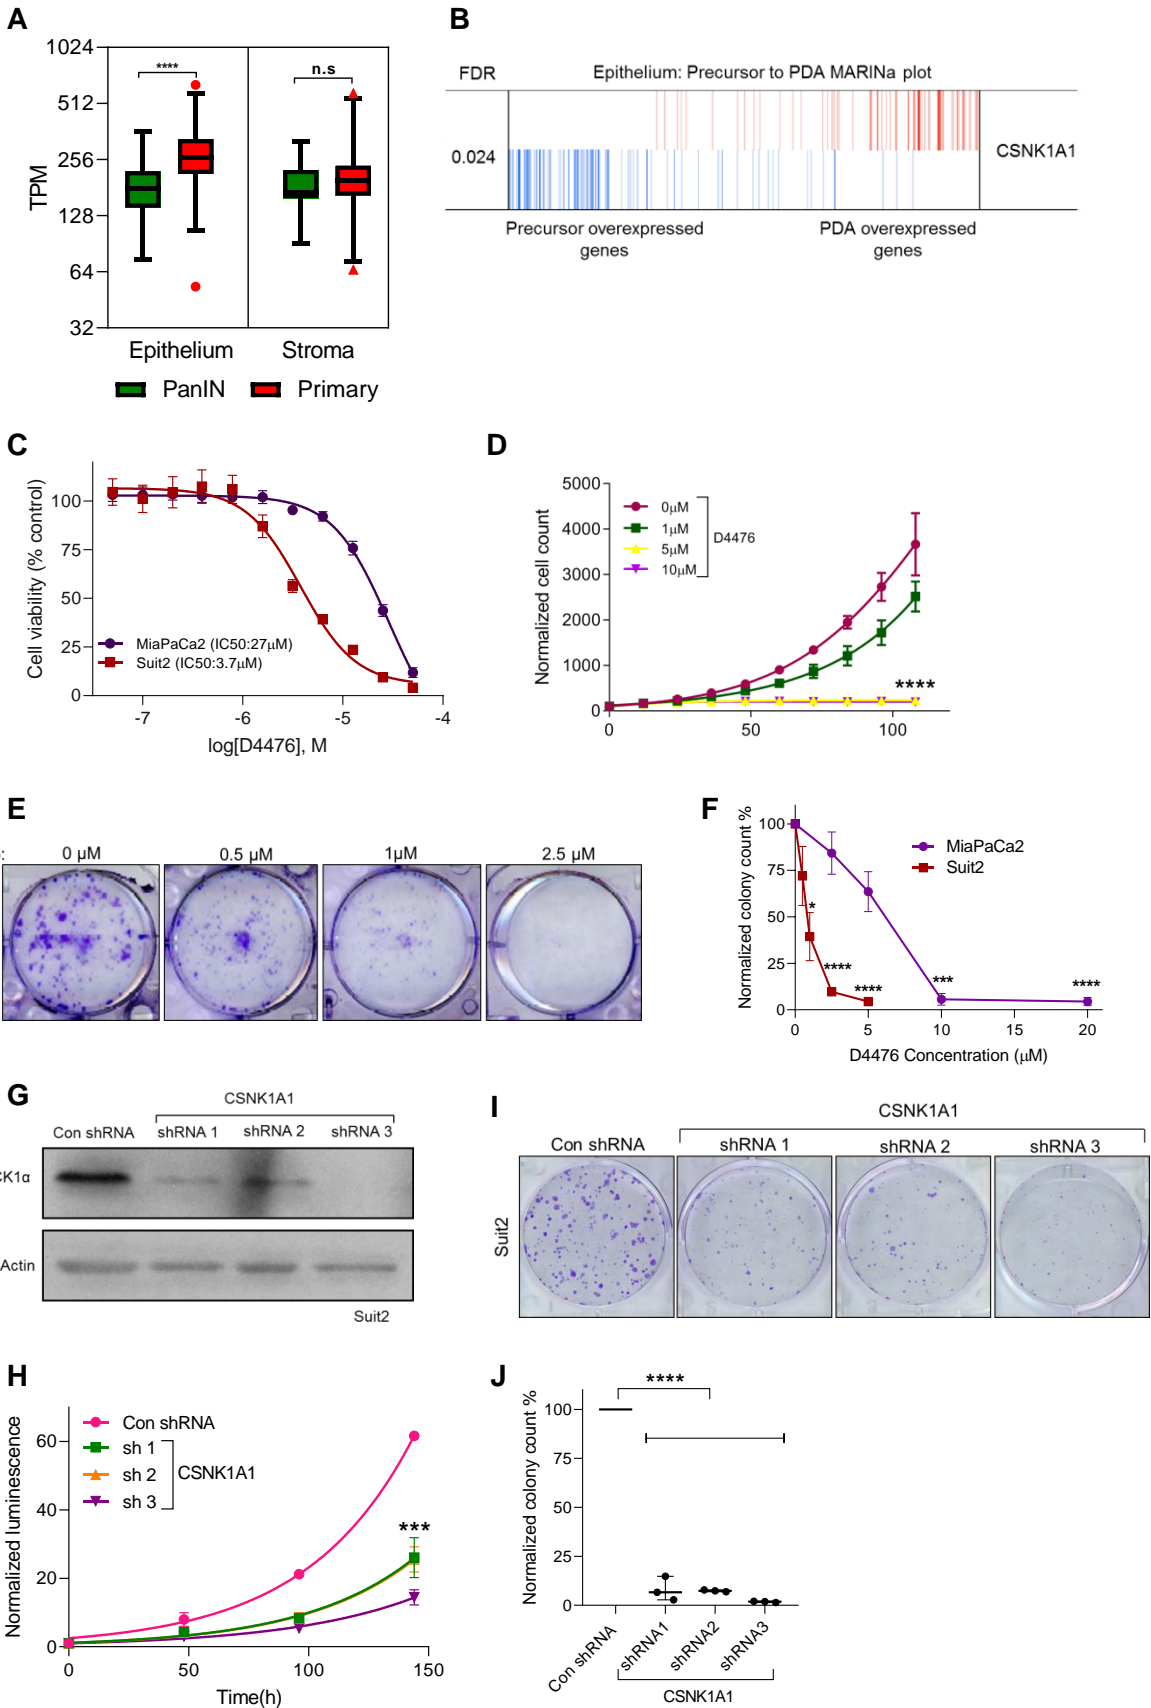 A
1024
512
256
128
64
32
TPM
****
n.s
Epithelium
Stroma
PanIN
Primary
B
FDR
Epithelium: Precursor to PDA MARINa plot
0.024
CSNK1A1
Precursor overexpressed
genes
PDA overexpressed
genes
C
Cell viability (% control)
100
75
50
25
0
MiaPaCa2 (IC50:27μM)
Suit2 (IC50:3.7μM)
-7
-6
-5
-4
log[D4476], M
D
Normalized cell count
5000
4000
3000
2000
1000
0
0μM
1μM
5μM
10μM
D4476
****
0
50
100
E
0 μM
0.5 μM
1μM
2.5 μM
F
Normalized colony count %
100
75
50
25
0
MiaPaCa2
Suit2
*
****
****
***
****
0
5
10
15
20
D4476 Concentration (μM)
G
CSNK1A1
Con shRNA
shRNA 1
shRNA 2
shRNA 3
CK1α
Actin
Suit2
I
CSNK1A1
Con shRNA
shRNA 1
shRNA 2
shRNA 3
Suit2
H
Normalized luminescence
60
40
20
0
Con shRNA
sh 1
sh 2
sh 3
CSNK1A1
***
0
50
100
150
Time(h)
J
Normalized colony count %
100
75
50
25
0
****
Con shRNA
shRNA1
shRNA2
shRNA3
CSNK1A1